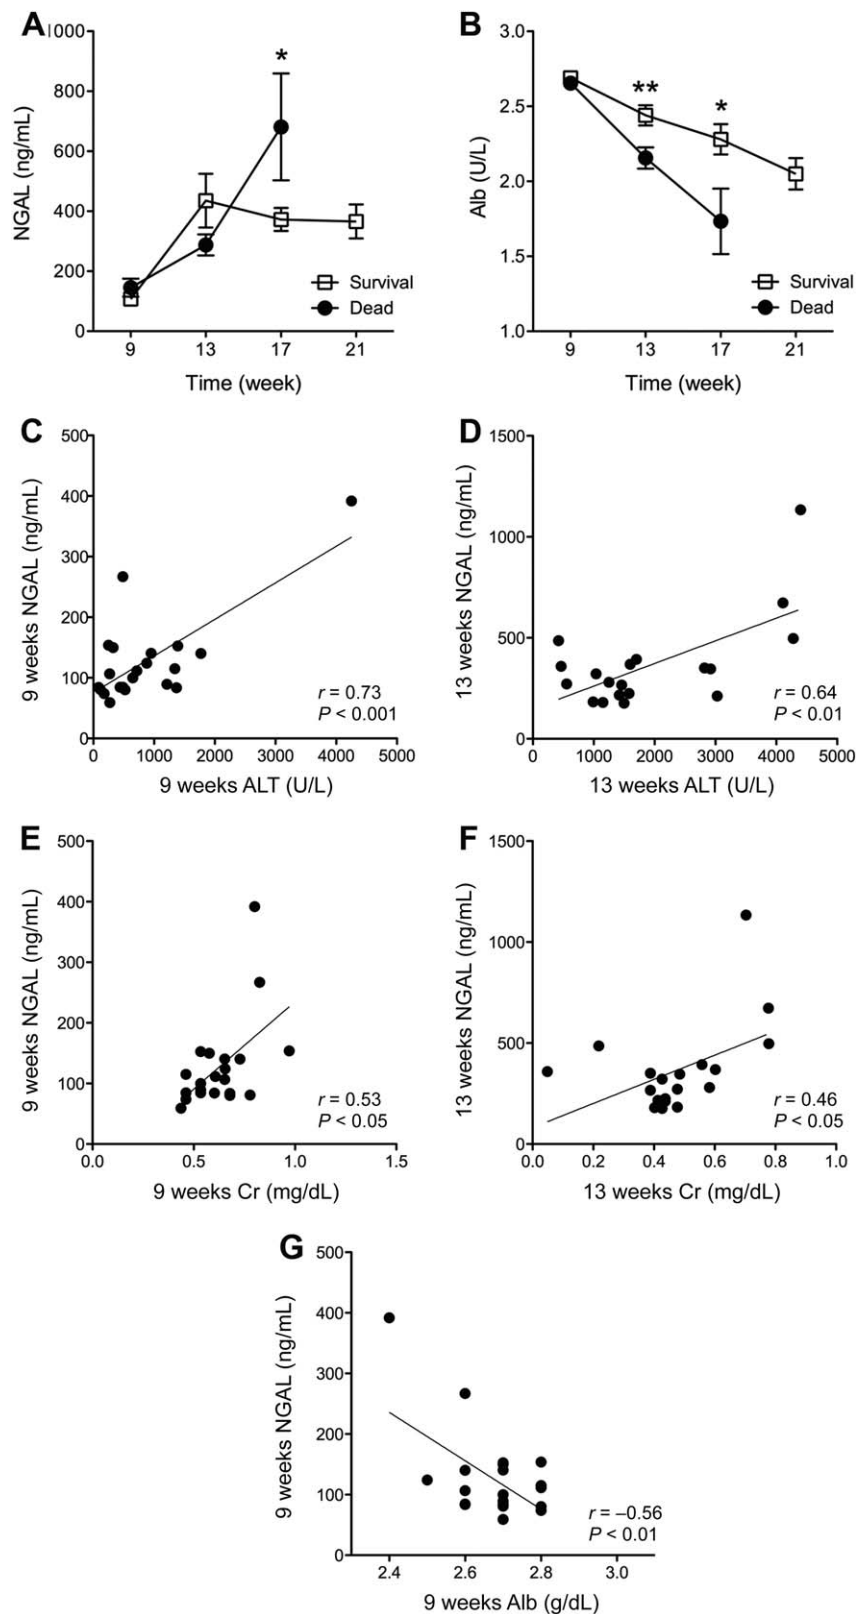 A
NGAL (ng/mL)
1000
800
600
400
200
0
*
Survival
Dead
9 13 17 21
Time (week)
B
Alb (U/L)
3.0
2.5
2.0
1.5
1.0
**
*
Survival
Dead
9 13 17 21
Time (week)
C
9 weeks NGAL (ng/mL)
500
400
300
200
100
0
r = 0.73
P < 0.001
0 1000 2000 3000 4000 5000
9 weeks ALT (U/L)
D
13 weeks NGAL (ng/mL)
1500
1000
500
0
r = 0.64
P < 0.01
0 1000 2000 3000 4000 5000
13 weeks ALT (U/L)
E
9 weeks NGAL (ng/mL)
500
400
300
200
100
0
r = 0.53
P < 0.05
0.0 0.5 1.0 1.5
9 weeks Cr (mg/dL)
F
13 weeks NGAL (ng/mL)
1500
1000
500
0
r = 0.46
P < 0.05
0.0 0.2 0.4 0.6 0.8 1.0
13 weeks Cr (mg/dL)
G
9 weeks NGAL (ng/mL)
500
400
300
200
100
0
r = –0.56
P < 0.01
2.4 2.6 2.8 3.0
9 weeks Alb (g/dL)